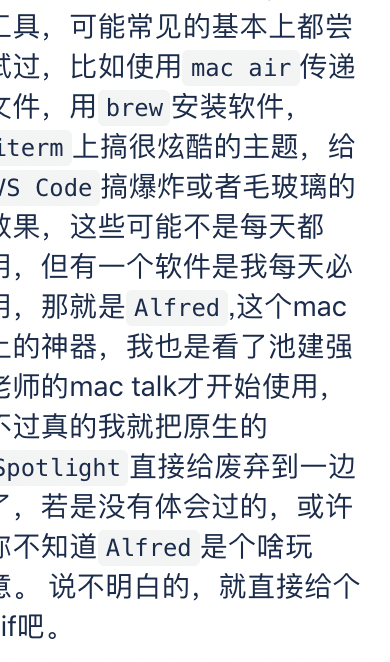 工具，可能常见的基本上都尝
试过，比如使用 mac air 传递
文件，用 brew 安装软件，
iterm 上搞很炫酷的主题，给
VS Code 搞爆炸或者毛玻璃的
效果，这些可能不是每天都
用，但有一个软件是我每天必
用，那就是 Alfred ,这个mac
上的神器，我也是看了池建强
老师的mac talk才开始使用，
不过真的我就把原生的
Spotlight 直接给废弃到一边
了，若是没有体会过的，或许
你不知道 Alfred 是个啥玩
意。 说不明白的，就直接给个
if吧。